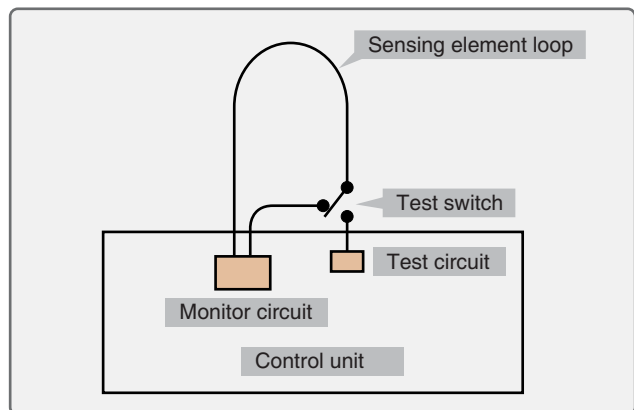 Sensing element loop
Test switch
Test circuit
Monitor circuit
Control unit